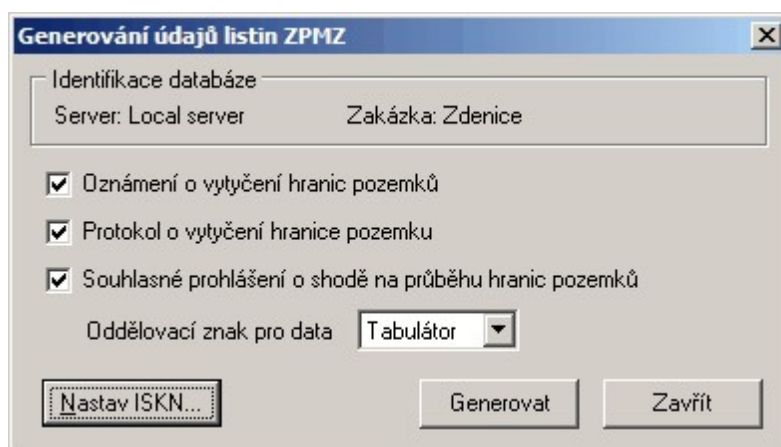 Generování údajů listin ZPMZ
Identifikace databáze
Server: Local server Zakázka: Zdenice
Oznámení o vytyčení hranic pozemků
Protokol o vytyčení hranice pozemku
Souhlasné prohlášení o shodě na průběhu hranic pozemků
Oddělovací znak pro data Tabulátor
Nastav ISKN... Generovat Zavřít